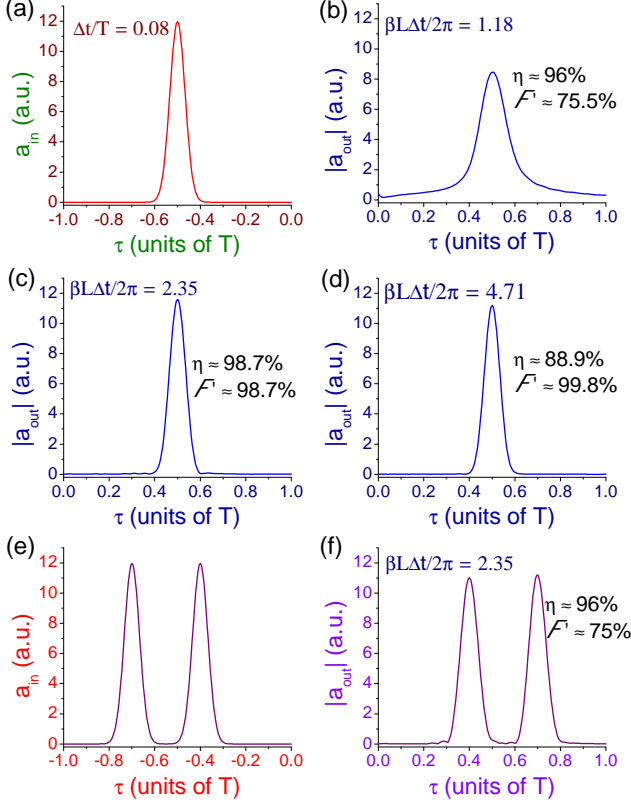 (a)
Δt/T = 0.08
12
10
8
6
4
2
0
a_in (a.u.)
-1.0 -0.8 -0.6 -0.4 -0.2 0.0
τ (units of T)
(b)
βLΔt/2π = 1.18
η ≈ 96%
F ≈ 75.5%
12
10
8
6
4
2
0
|a_out| (a.u.)
0.0 0.2 0.4 0.6 0.8 1.0
τ (units of T)
(c)
βLΔt/2π = 2.35
η ≈ 98.7%
F ≈ 98.7%
12
10
8
6
4
2
0
|a_out| (a.u.)
0.0 0.2 0.4 0.6 0.8 1.0
τ (units of T)
(d)
βLΔt/2π = 4.71
η ≈ 88.9%
F ≈ 99.8%
12
10
8
6
4
2
0
|a_out| (a.u.)
0.0 0.2 0.4 0.6 0.8 1.0
τ (units of T)
(e)
12
10
8
6
4
2
0
a_in (a.u.)
-1.0 -0.8 -0.6 -0.4 -0.2 0.0
τ (units of T)
(f)
βLΔt/2π = 2.35
η ≈ 96%
F ≈ 75%
12
10
8
6
4
2
0
|a_out| (a.u.)
0.0 0.2 0.4 0.6 0.8 1.0
τ (units of T)